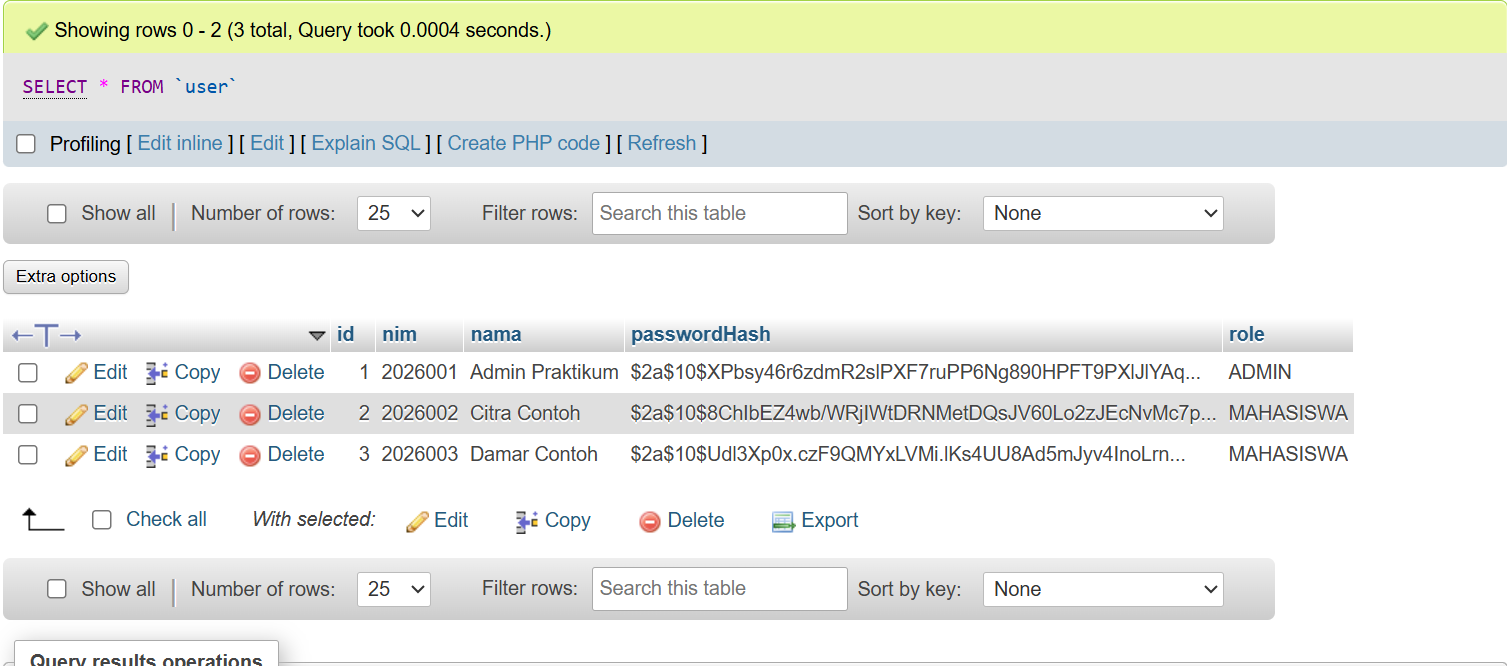 Showing rows 0 - 2 (3 total, Query took 0.0004 seconds.)
SELECT * FROM `user`
Profiling [ Edit inline ] [ Edit ] [ Explain SQL ] [ Create PHP code ] [ Refresh ]
Show all | Number of rows: 25 Filter rows: Search this table Sort by key: None
Extra options
id nim nama passwordHash role
Edit Copy Delete 1 2026001 Admin Praktikum $2a$10$XPbsy46r6zdmR2slPXF7ruPP6Ng890HPFT9PXlJlYAq... ADMIN
Edit Copy Delete 2 2026002 Citra Contoh $2a$10$8ChIbEZ4wb/WRjIWtDRNMetDQsJV60Lo2zJEcNvMc7p... MAHASISWA
Edit Copy Delete 3 2026003 Damar Contoh $2a$10$Udl3Xp0x.czF9QMYxLVMi.lKs4UU8Ad5mJyv4InoLrn... MAHASISWA
Check all With selected: Edit Copy Delete Export
Show all | Number of rows: 25 Filter rows: Search this table Sort by key: None
Query results operations